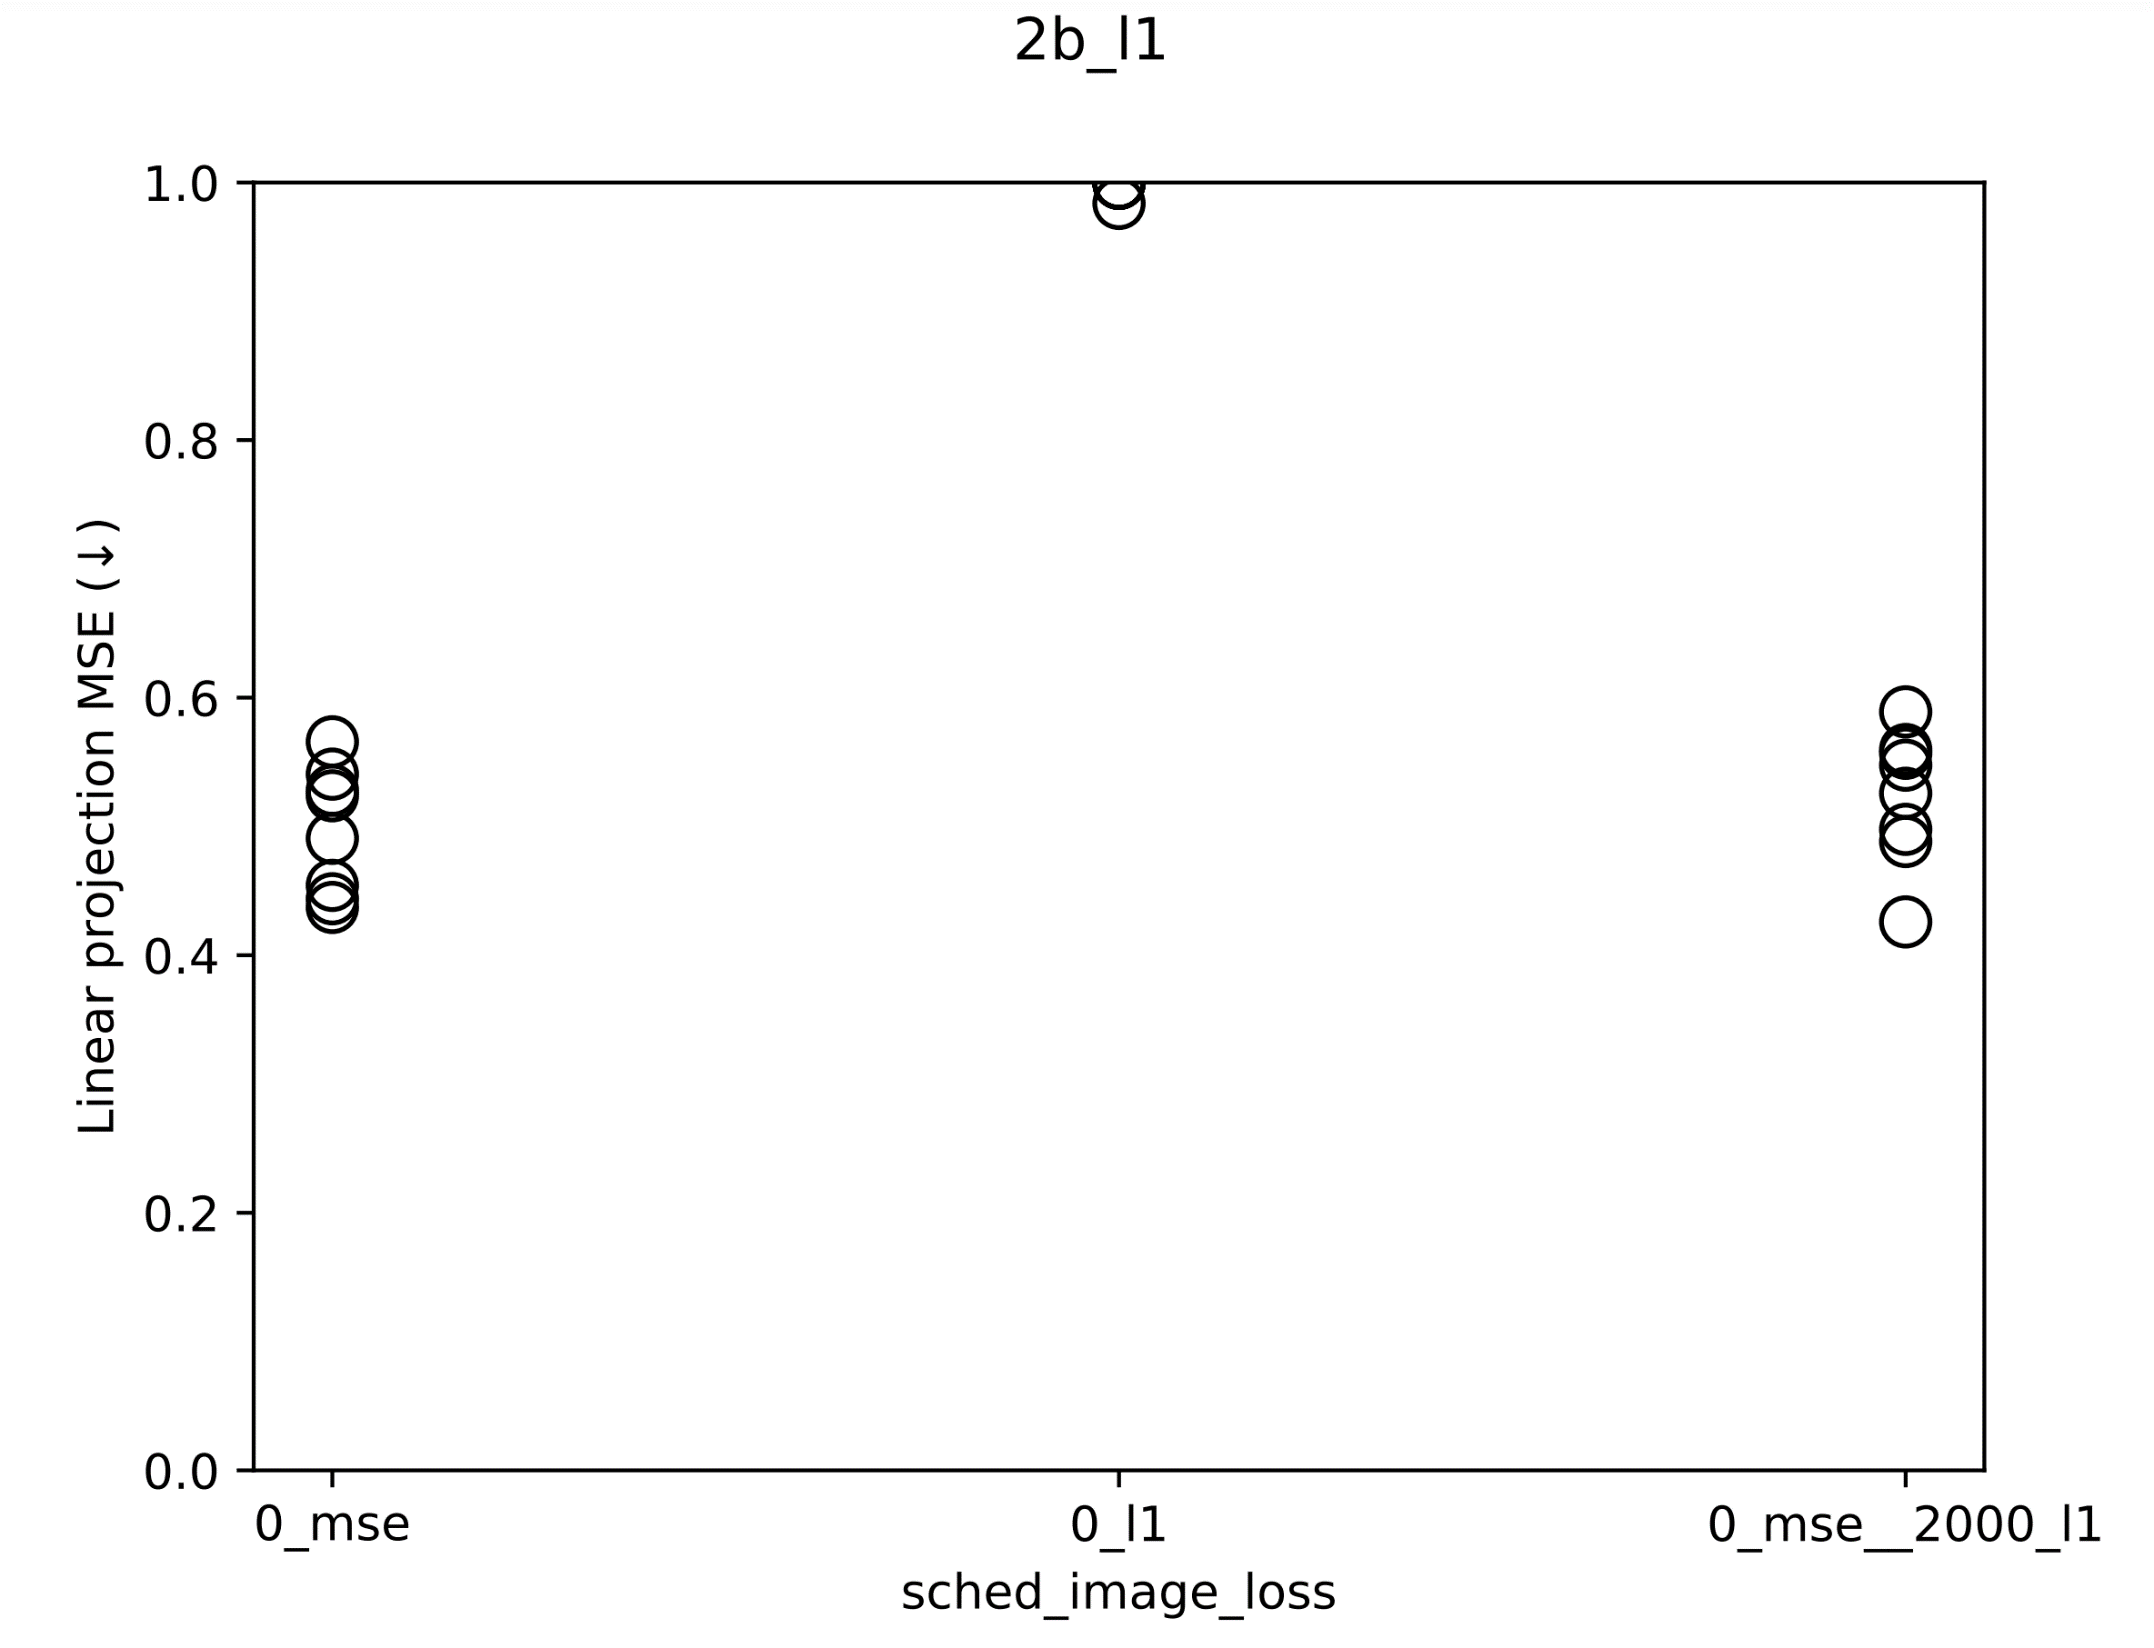 2b_l1
1.0
0.8
0.6
0.4
0.2
0.0
Linear projection MSE (↓)
0_mse
0_l1
0_mse__2000_l1
sched_image_loss